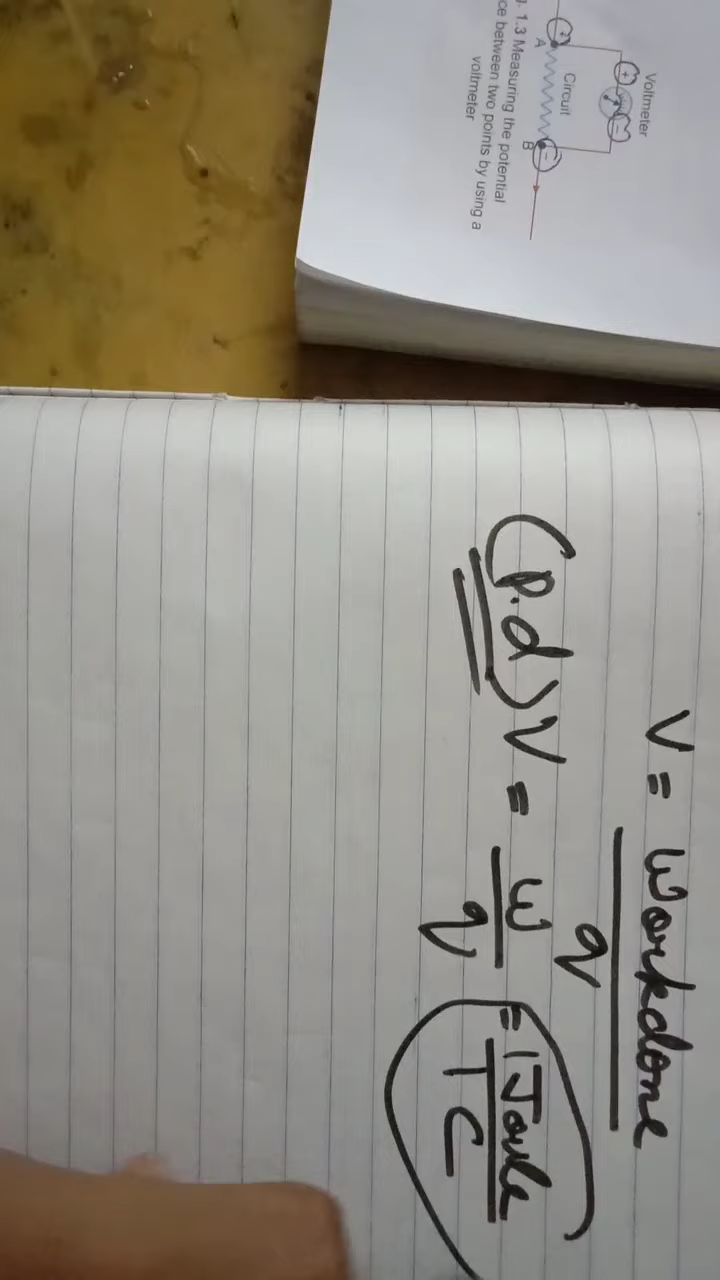 Voltmeter
+
−
Circuit
+
−
A
B
1.3 Measuring the potential
ce between two points by using a
voltmeter
V = Workdone
q
(P.d) V = W/q = 1 Joule/1 C